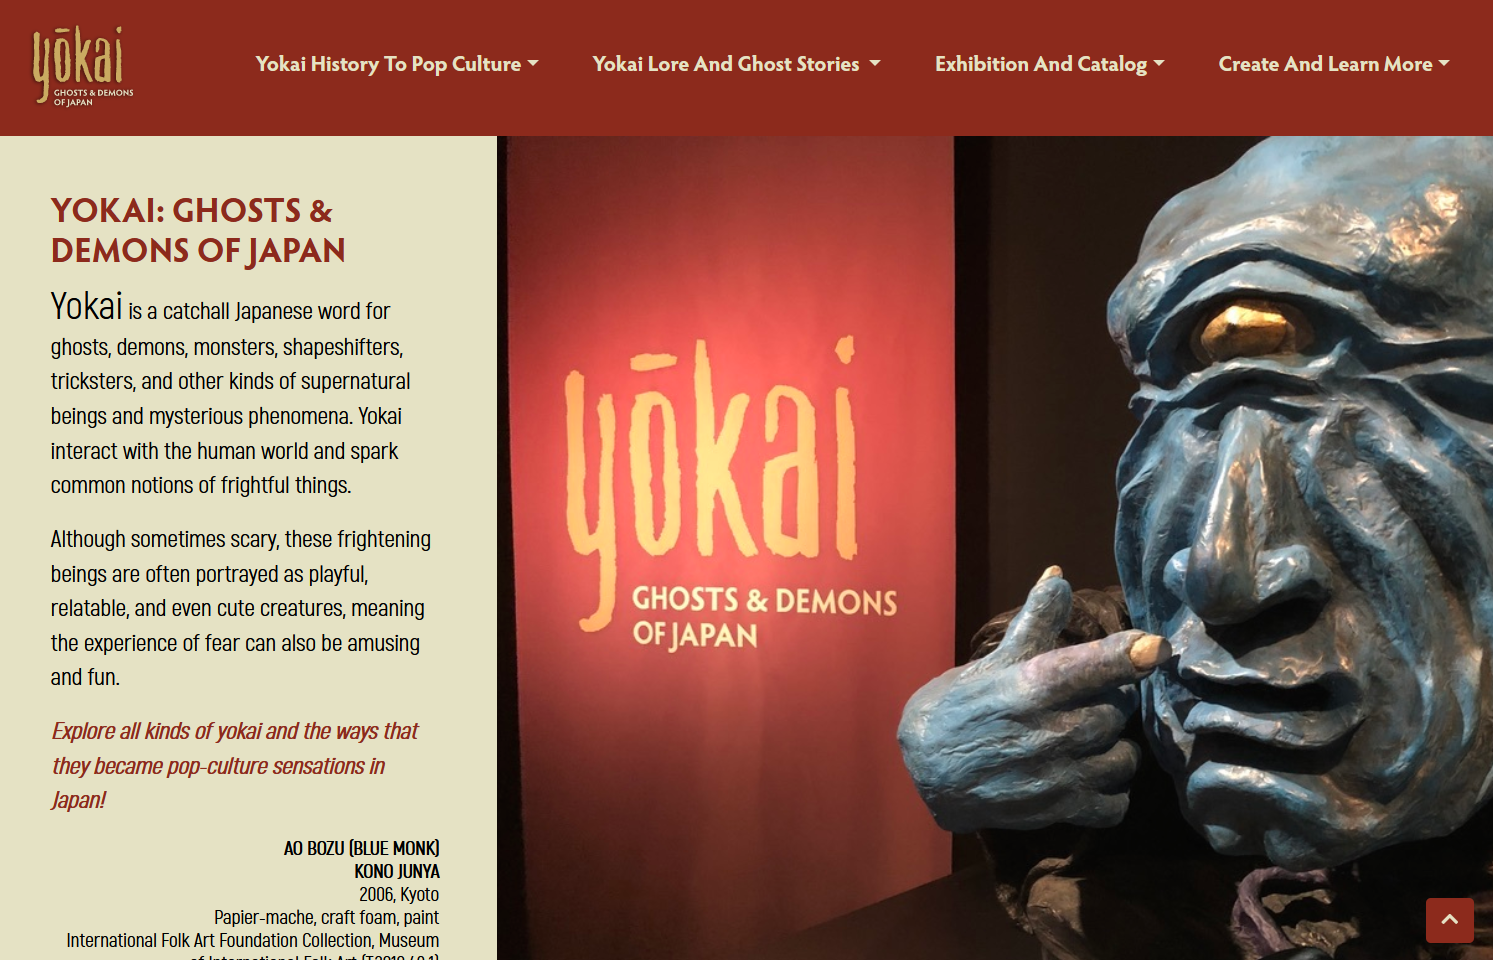 yōkai
GHOSTS & DEMONS
OF JAPAN
Yokai History To Pop Culture
Yokai Lore And Ghost Stories
Exhibition And Catalog
Create And Learn More
YOKAI: GHOSTS &
DEMONS OF JAPAN
Yokai is a catchall Japanese word for
ghosts, demons, monsters, shapeshifters,
tricksters, and other kinds of supernatural
beings and mysterious phenomena. Yokai
interact with the human world and spark
common notions of frightful things.
Although sometimes scary, these frightening
beings are often portrayed as playful,
relatable, and even cute creatures, meaning
the experience of fear can also be amusing
and fun.
Explore all kinds of yokai and the ways that
they became pop-culture sensations in
Japan!
AO BOZU (BLUE MONK)
KONO JUNYA
2006, Kyoto
Papier-mache, craft foam, paint
International Folk Art Foundation Collection, Museum
of International Folk Art
yōkai
GHOSTS & DEMONS
OF JAPAN